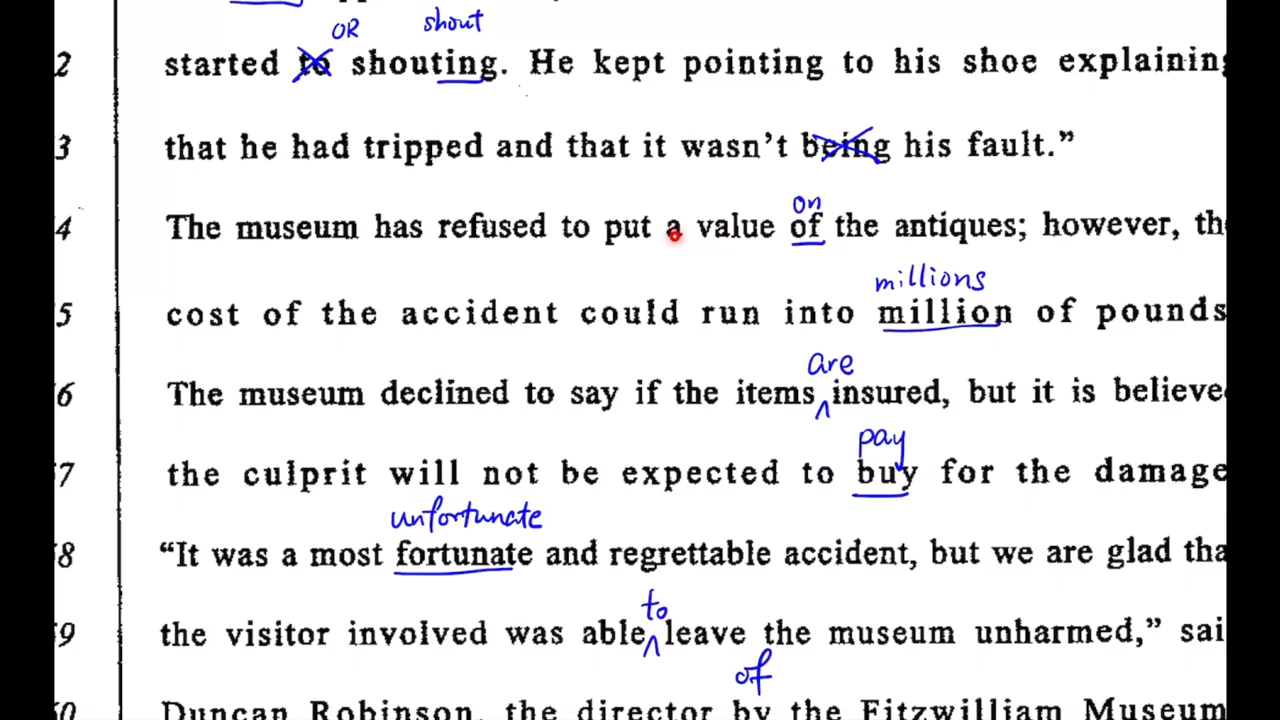 OR shout
2 started to shouting. He kept pointing to his shoe explaining
3 that he had tripped and that it wasn't being his fault."
on
4 The museum has refused to put a value of the antiques; however, th
millions
5 cost of the accident could run into million of pounds
are
6 The museum declined to say if the items insured, but it is believe
pay
7 the culprit will not be expected to buy for the damage
unfortunate
8 "It was a most fortunate and regrettable accident, but we are glad tha
to
9 the visitor involved was able leave the museum unharmed," sai
of
Duncan Robinson, the director by the Fitzwilliam Museum